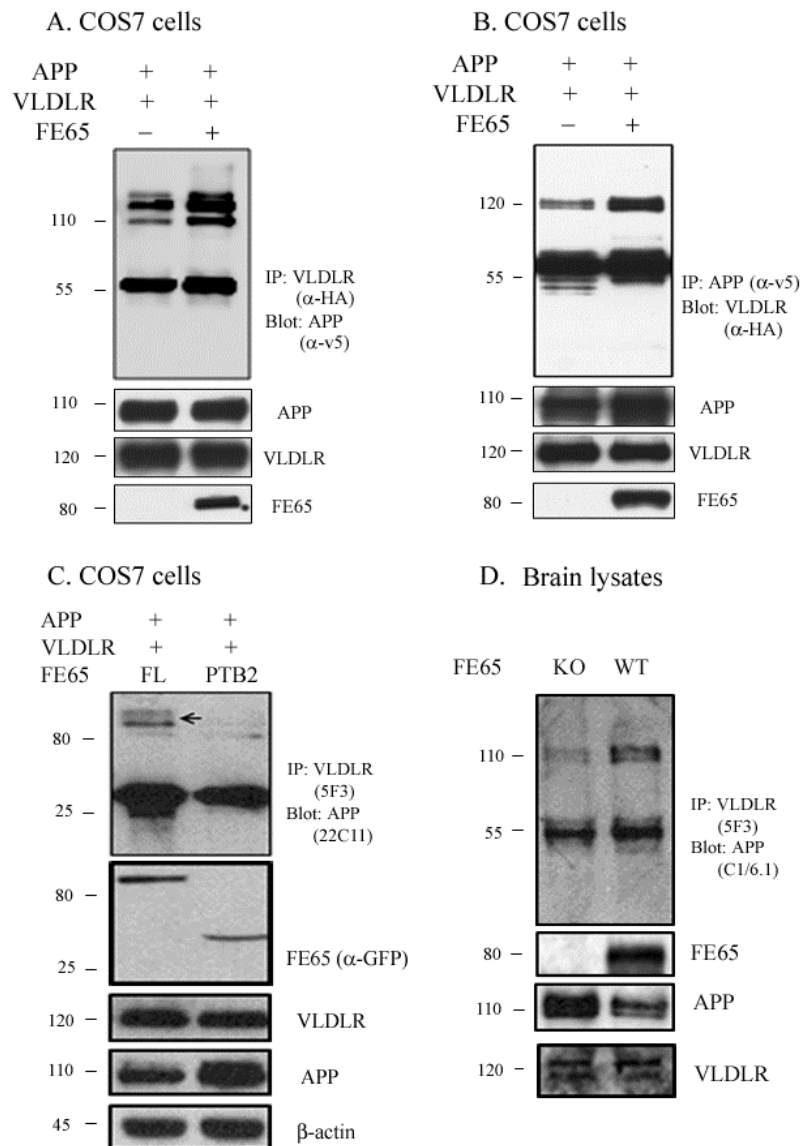 A. COS7 cells
APP + +
VLDLR + +
FE65 − +
110 −
55 −
IP: VLDLR
(α-HA)
Blot: APP
(α-v5)
110 − APP
120 − VLDLR
80 − FE65
B. COS7 cells
APP + +
VLDLR + +
FE65 − +
120 −
55 −
IP: APP (α-v5)
Blot: VLDLR
(α-HA)
110 − APP
120 − VLDLR
80 − FE65
C. COS7 cells
APP + +
VLDLR + +
FE65 FL PTB2
80 −
25 −
IP: VLDLR
(5F3)
Blot: APP
(22C11)
80 −
25 −
FE65 (α-GFP)
120 − VLDLR
110 − APP
45 − β-actin
D. Brain lysates
FE65 KO WT
110 −
55 −
IP: VLDLR
(5F3)
Blot: APP
(C1/6.1)
80 − FE65
110 − APP
120 − VLDLR